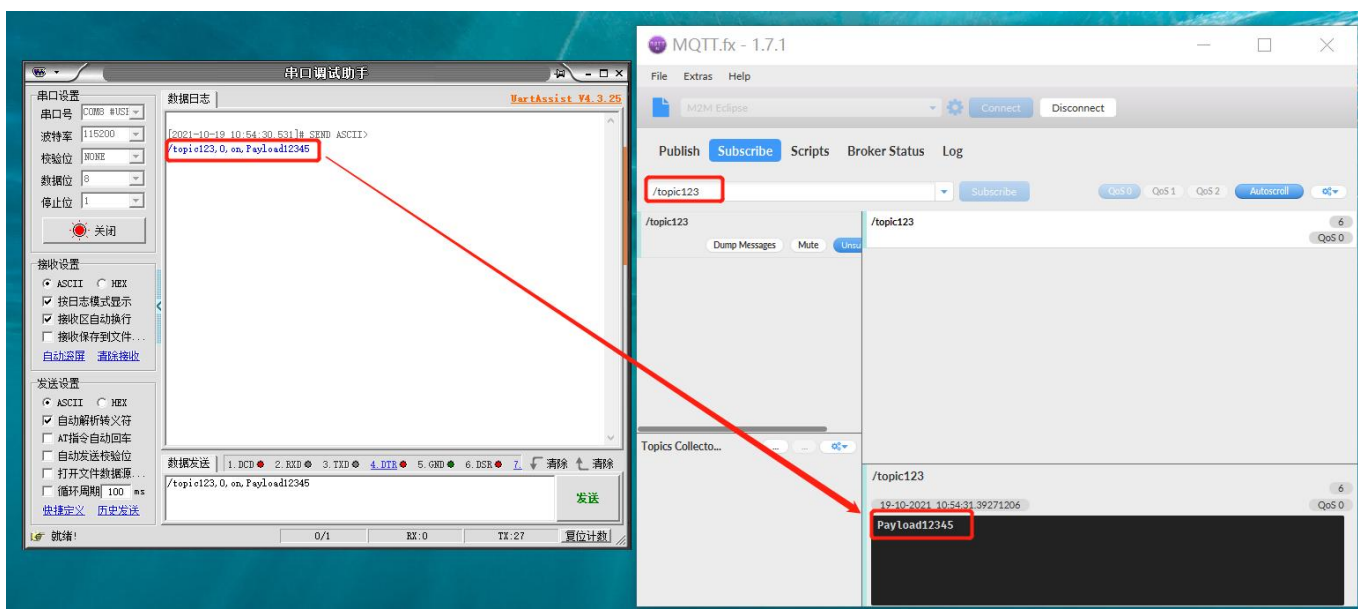 串口调试助手
串口设置
串口号 COM8 #USI
波特率 115200
校验位 NONE
数据位 8
停止位 1
关闭
接收设置
ASCII HEX
按日志模式显示
接收区自动换行
接收保存到文件...
自动滚屏 清除接收
发送设置
ASCII HEX
自动解析转义符
AT指令自动回车
自动发送校验位
打开文件数据源...
循环周期 100 ms
快捷定义 历史发送
数据日志 UartAssist V4.3.25
[2021-10-19 10:54:30.531]# SEND ASCII>
/topic123,0,on,Payload12345
数据发送 1.DCD 2.RXD 3.TXD 4.DTR 5.GND 6.DSR 7. 清除 清除
/topic123,0,on,Payload12345
发送
就绪! 0/1 RX:0 TX:27 复位计数
MQTT.fx - 1.7.1
File Extras Help
M2M Eclipse Connect Disconnect
Publish Subscribe Scripts Broker Status Log
/topic123 Subscribe QoS 0 QoS 1 QoS 2 Autoscroll
/topic123
Dump Messages Mute Unsu
/topic123 6
QoS 0
Topics Collecto...
/topic123
6
19-10-2021 10:54:31.39271206 QoS 0
Payload12345